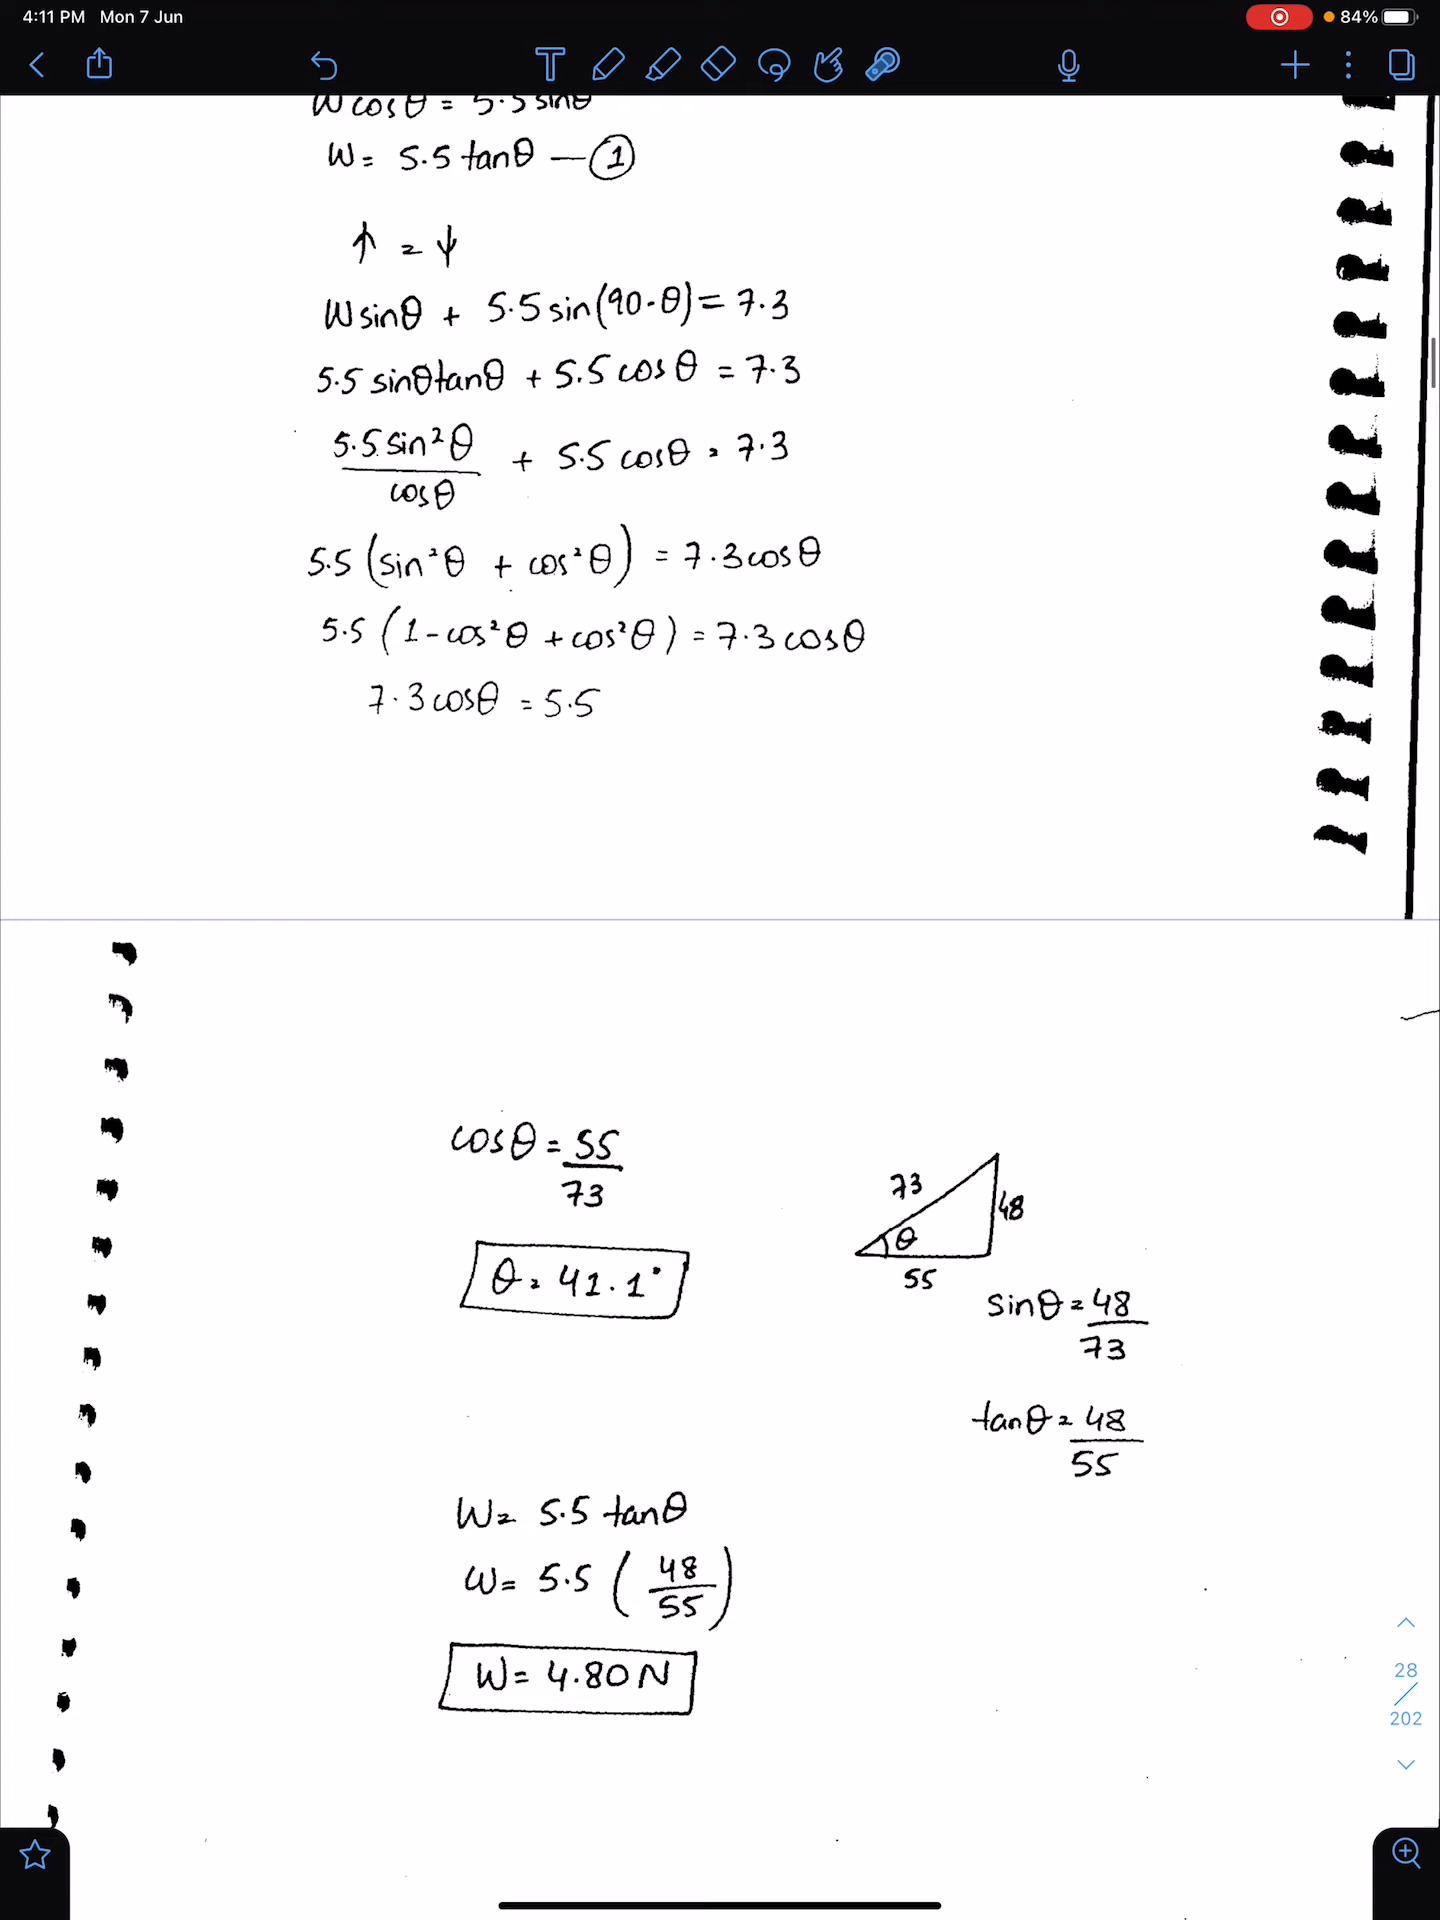 4:11 PM Mon 7 Jun 84%
W cosθ = 5.5 sinθ
W = 5.5 tanθ — ①
↑ = ↓
W sinθ + 5.5 sin(90-θ) = 7.3
5.5 sinθ tanθ + 5.5 cosθ = 7.3
5.5 sin²θ / cosθ + 5.5 cosθ = 7.3
5.5 (sin²θ + cos²θ) = 7.3 cosθ
5.5 (1 - cos²θ + cos²θ) = 7.3 cosθ
7.3 cosθ = 5.5
cosθ = 55/73
θ = 41.1°
73
48
θ
55
sinθ = 48/73
tanθ = 48/55
W = 5.5 tanθ
W = 5.5 (48/55)
W = 4.80 N
28
/
202